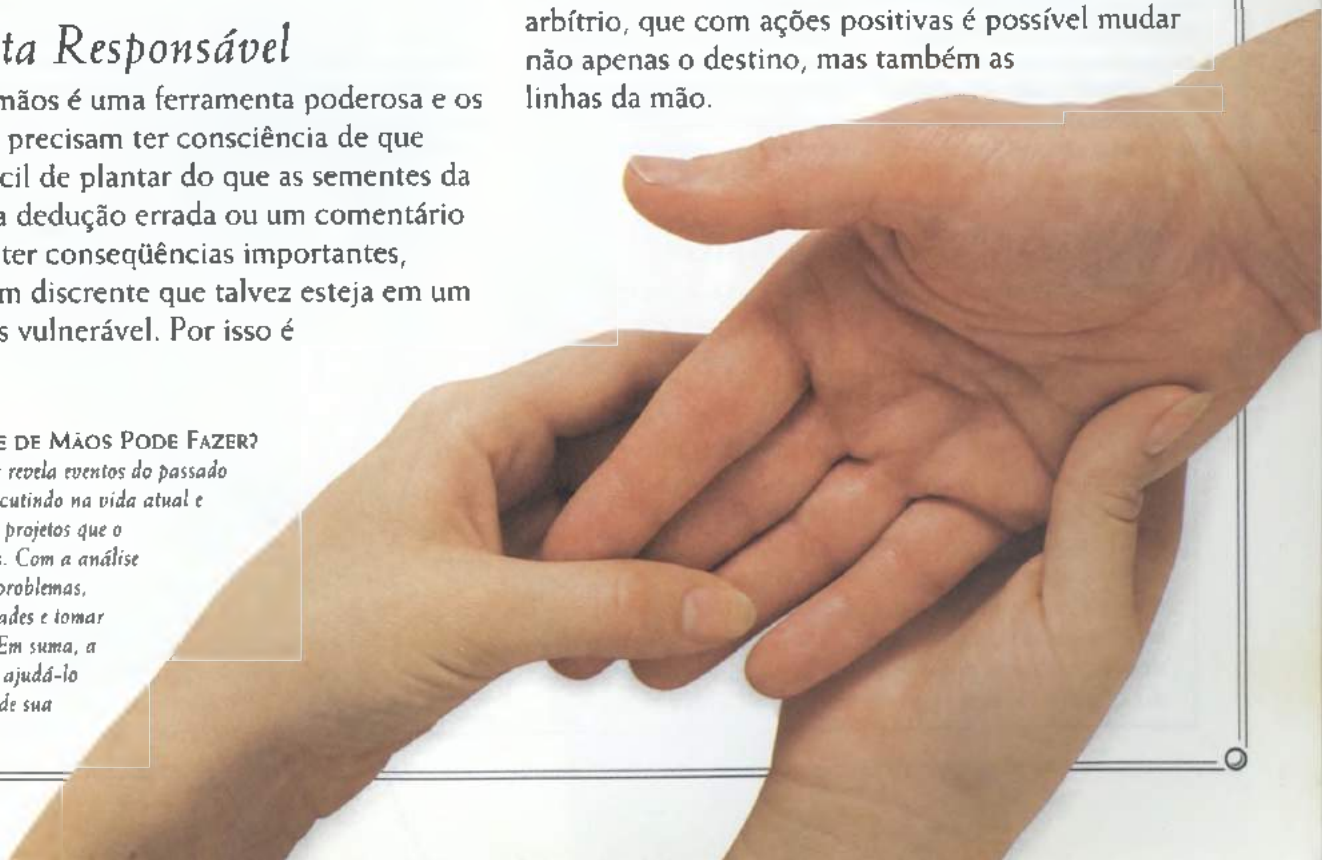 ta Responsável
mãos é uma ferramenta poderosa e os
precisam ter consciência de que
cil de plantar do que as sementes da
a dedução errada ou um comentário
ter conseqüências importantes,
m discrente que talvez esteja em um
s vulnerável. Por isso é
E DE MÃOS PODE FAZER?
revela eventos do passado
cutindo na vida atual e
projetos que o
s. Com a análise
problemas,
ades e tomar
Em suma, a
ajudá-lo
de sua
arbítrio, que com ações positivas é possível mudar
não apenas o destino, mas também as
linhas da mão.